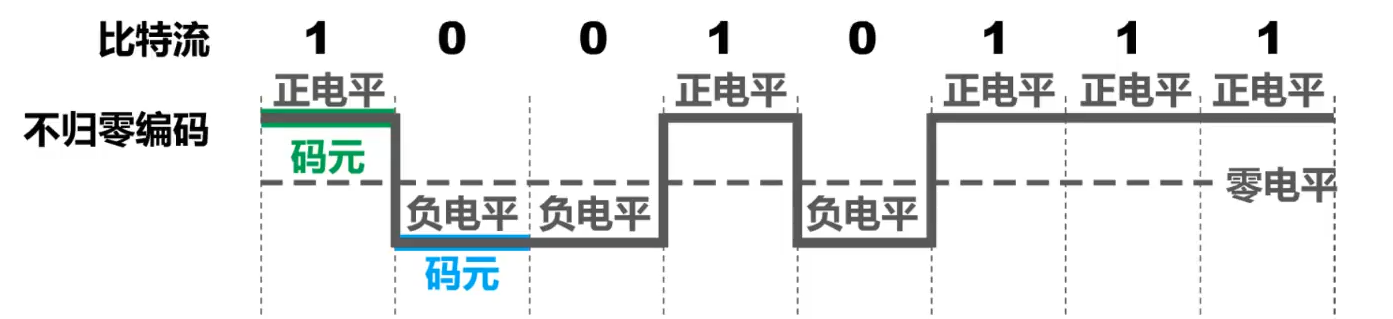 比特流 1 0 0 1 0 1 1 1
正电平 正电平 正电平 正电平 正电平
不归零编码
码元
零电平
负电平 负电平 负电平
码元